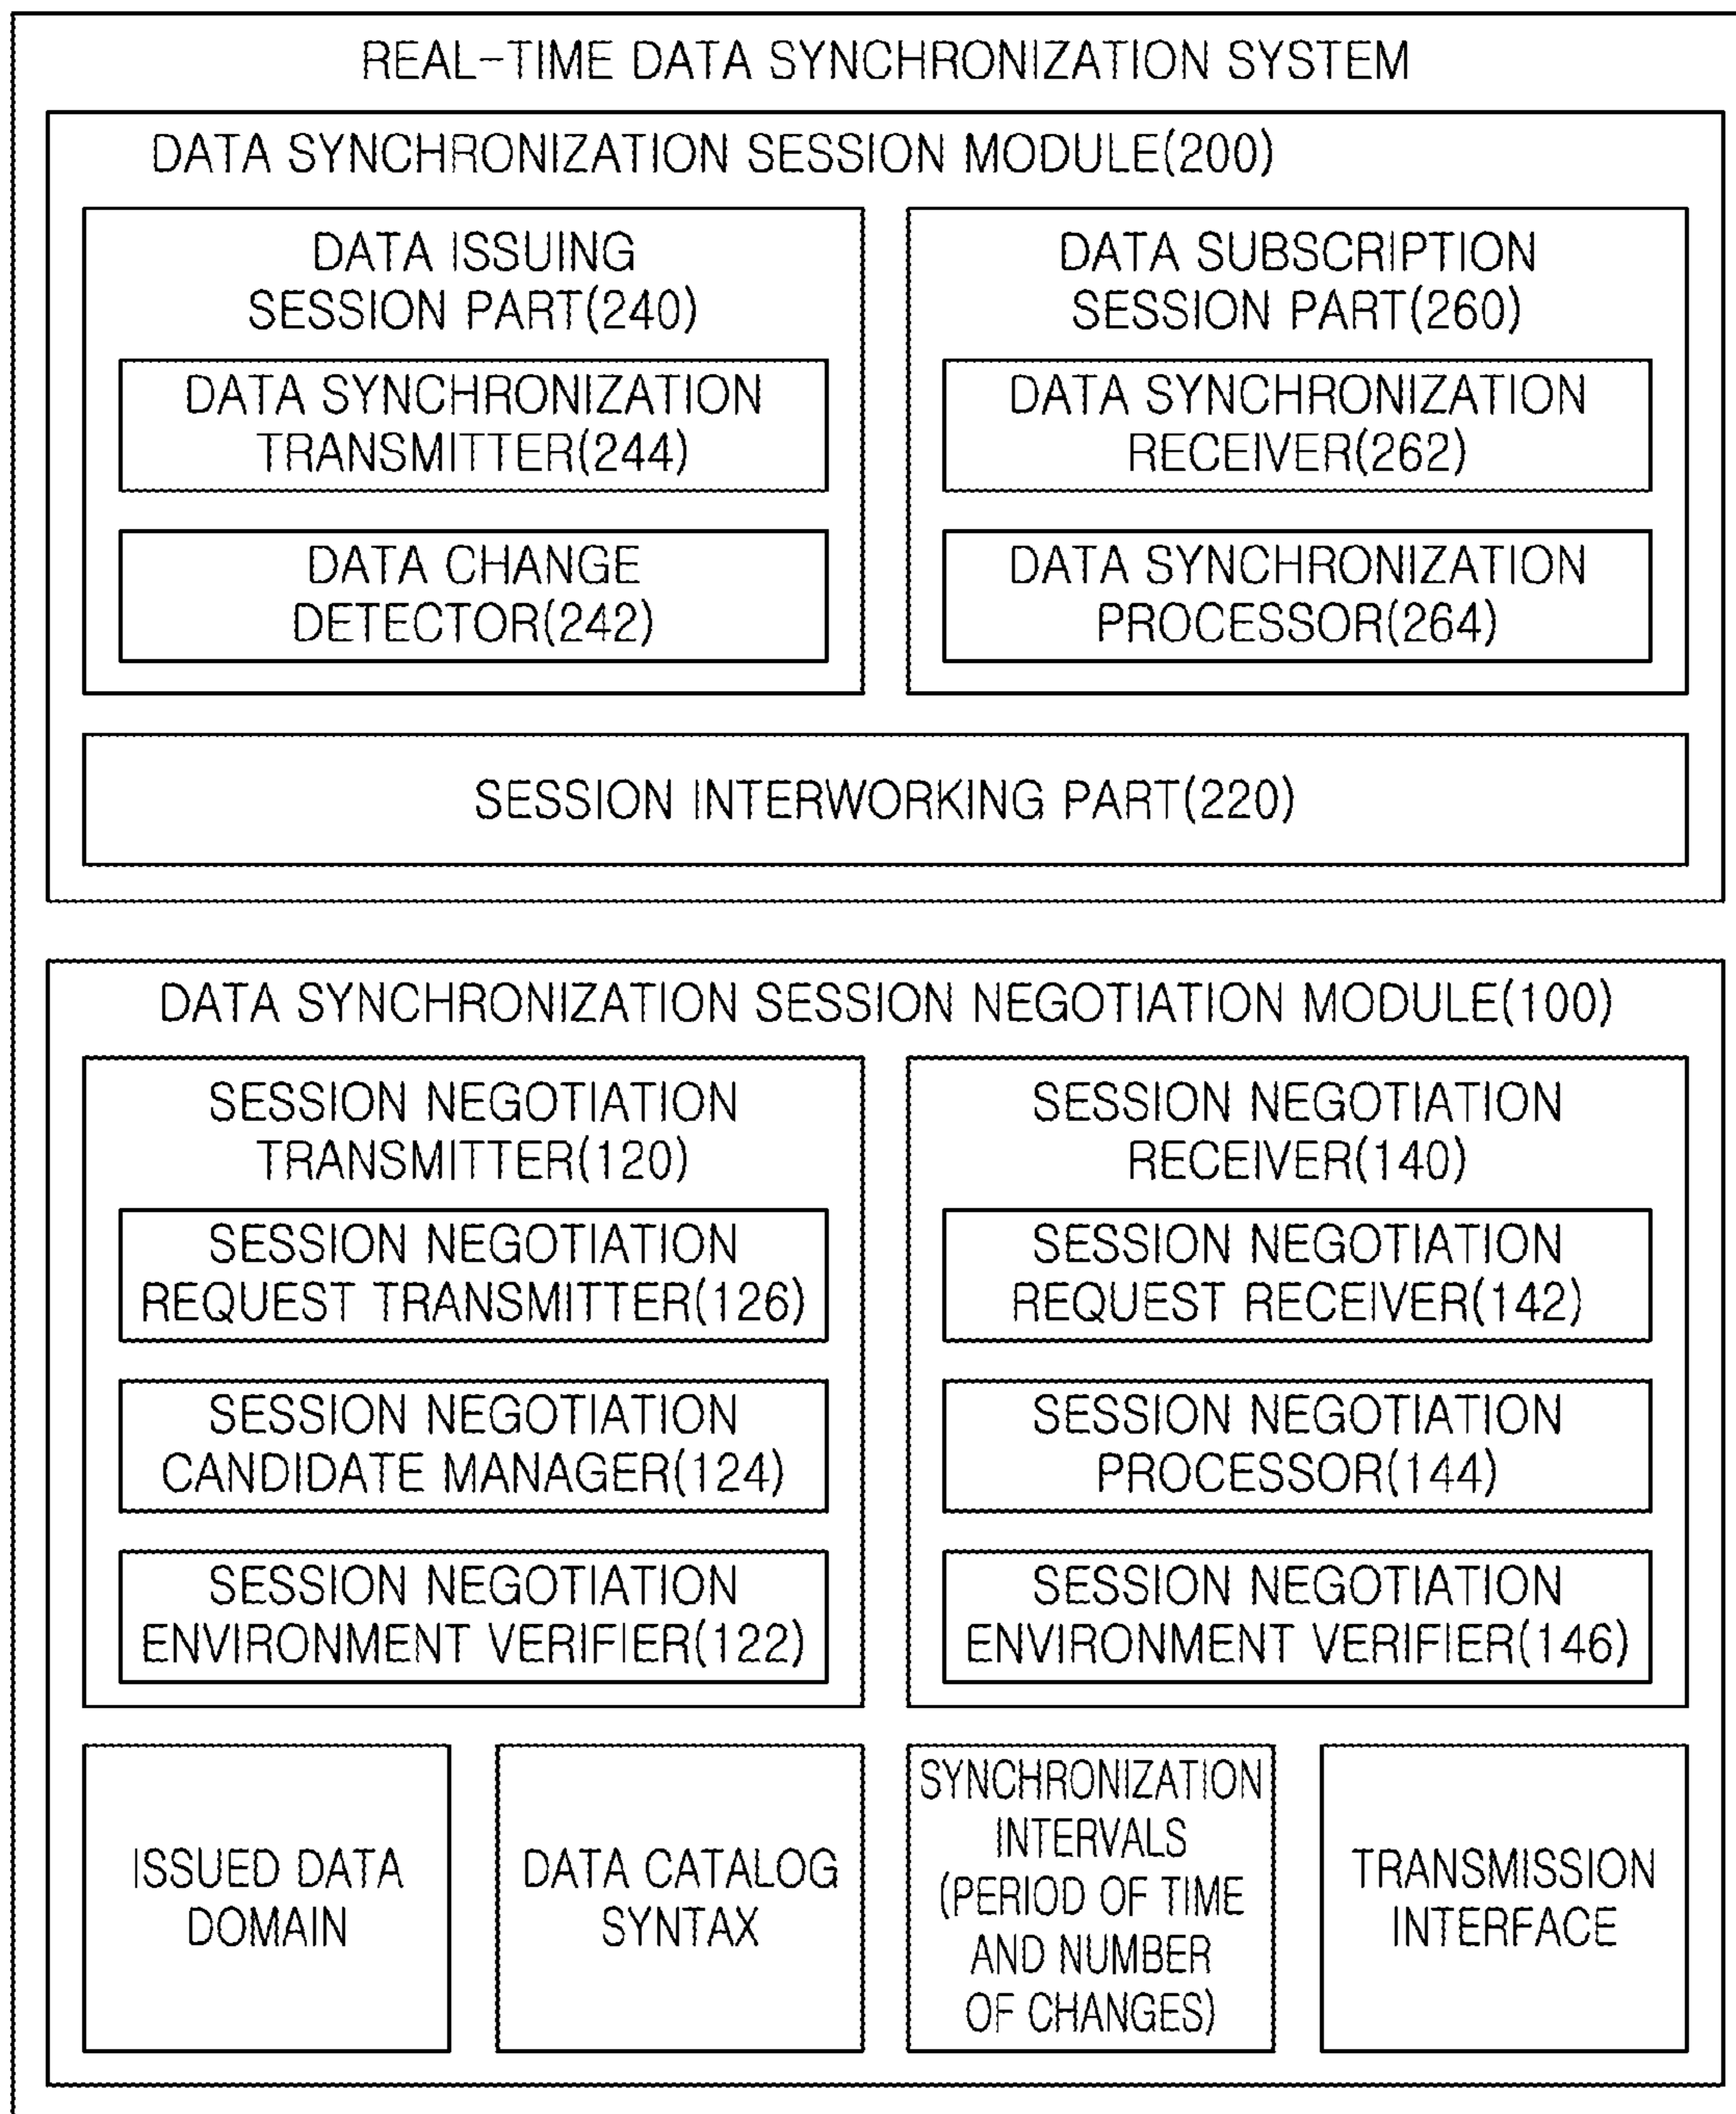 REAL-TIME DATA SYNCHRONIZATION SYSTEM
DATA SYNCHRONIZATION SESSION MODULE(200)
DATA ISSUING
SESSION PART(240)
DATA SYNCHRONIZATION
TRANSMITTER(244)
DATA CHANGE
DETECTOR(242)
DATA SUBSCRIPTION
SESSION PART(260)
DATA SYNCHRONIZATION
RECEIVER(262)
DATA SYNCHRONIZATION
PROCESSOR(264)
SESSION INTERWORKING PART(220)
DATA SYNCHRONIZATION SESSION NEGOTIATION MODULE(100)
SESSION NEGOTIATION
TRANSMITTER(120)
SESSION NEGOTIATION
REQUEST TRANSMITTER(126)
SESSION NEGOTIATION
CANDIDATE MANAGER(124)
SESSION NEGOTIATION
ENVIRONMENT VERIFIER(122)
SESSION NEGOTIATION
RECEIVER(140)
SESSION NEGOTIATION
REQUEST RECEIVER(142)
SESSION NEGOTIATION
PROCESSOR(144)
SESSION NEGOTIATION
ENVIRONMENT VERIFIER(146)
ISSUED DATA
DOMAIN
DATA CATALOG
SYNTAX
SYNCHRONIZATION
INTERVALS
(PERIOD OF TIME
AND NUMBER
OF CHANGES)
TRANSMISSION
INTERFACE